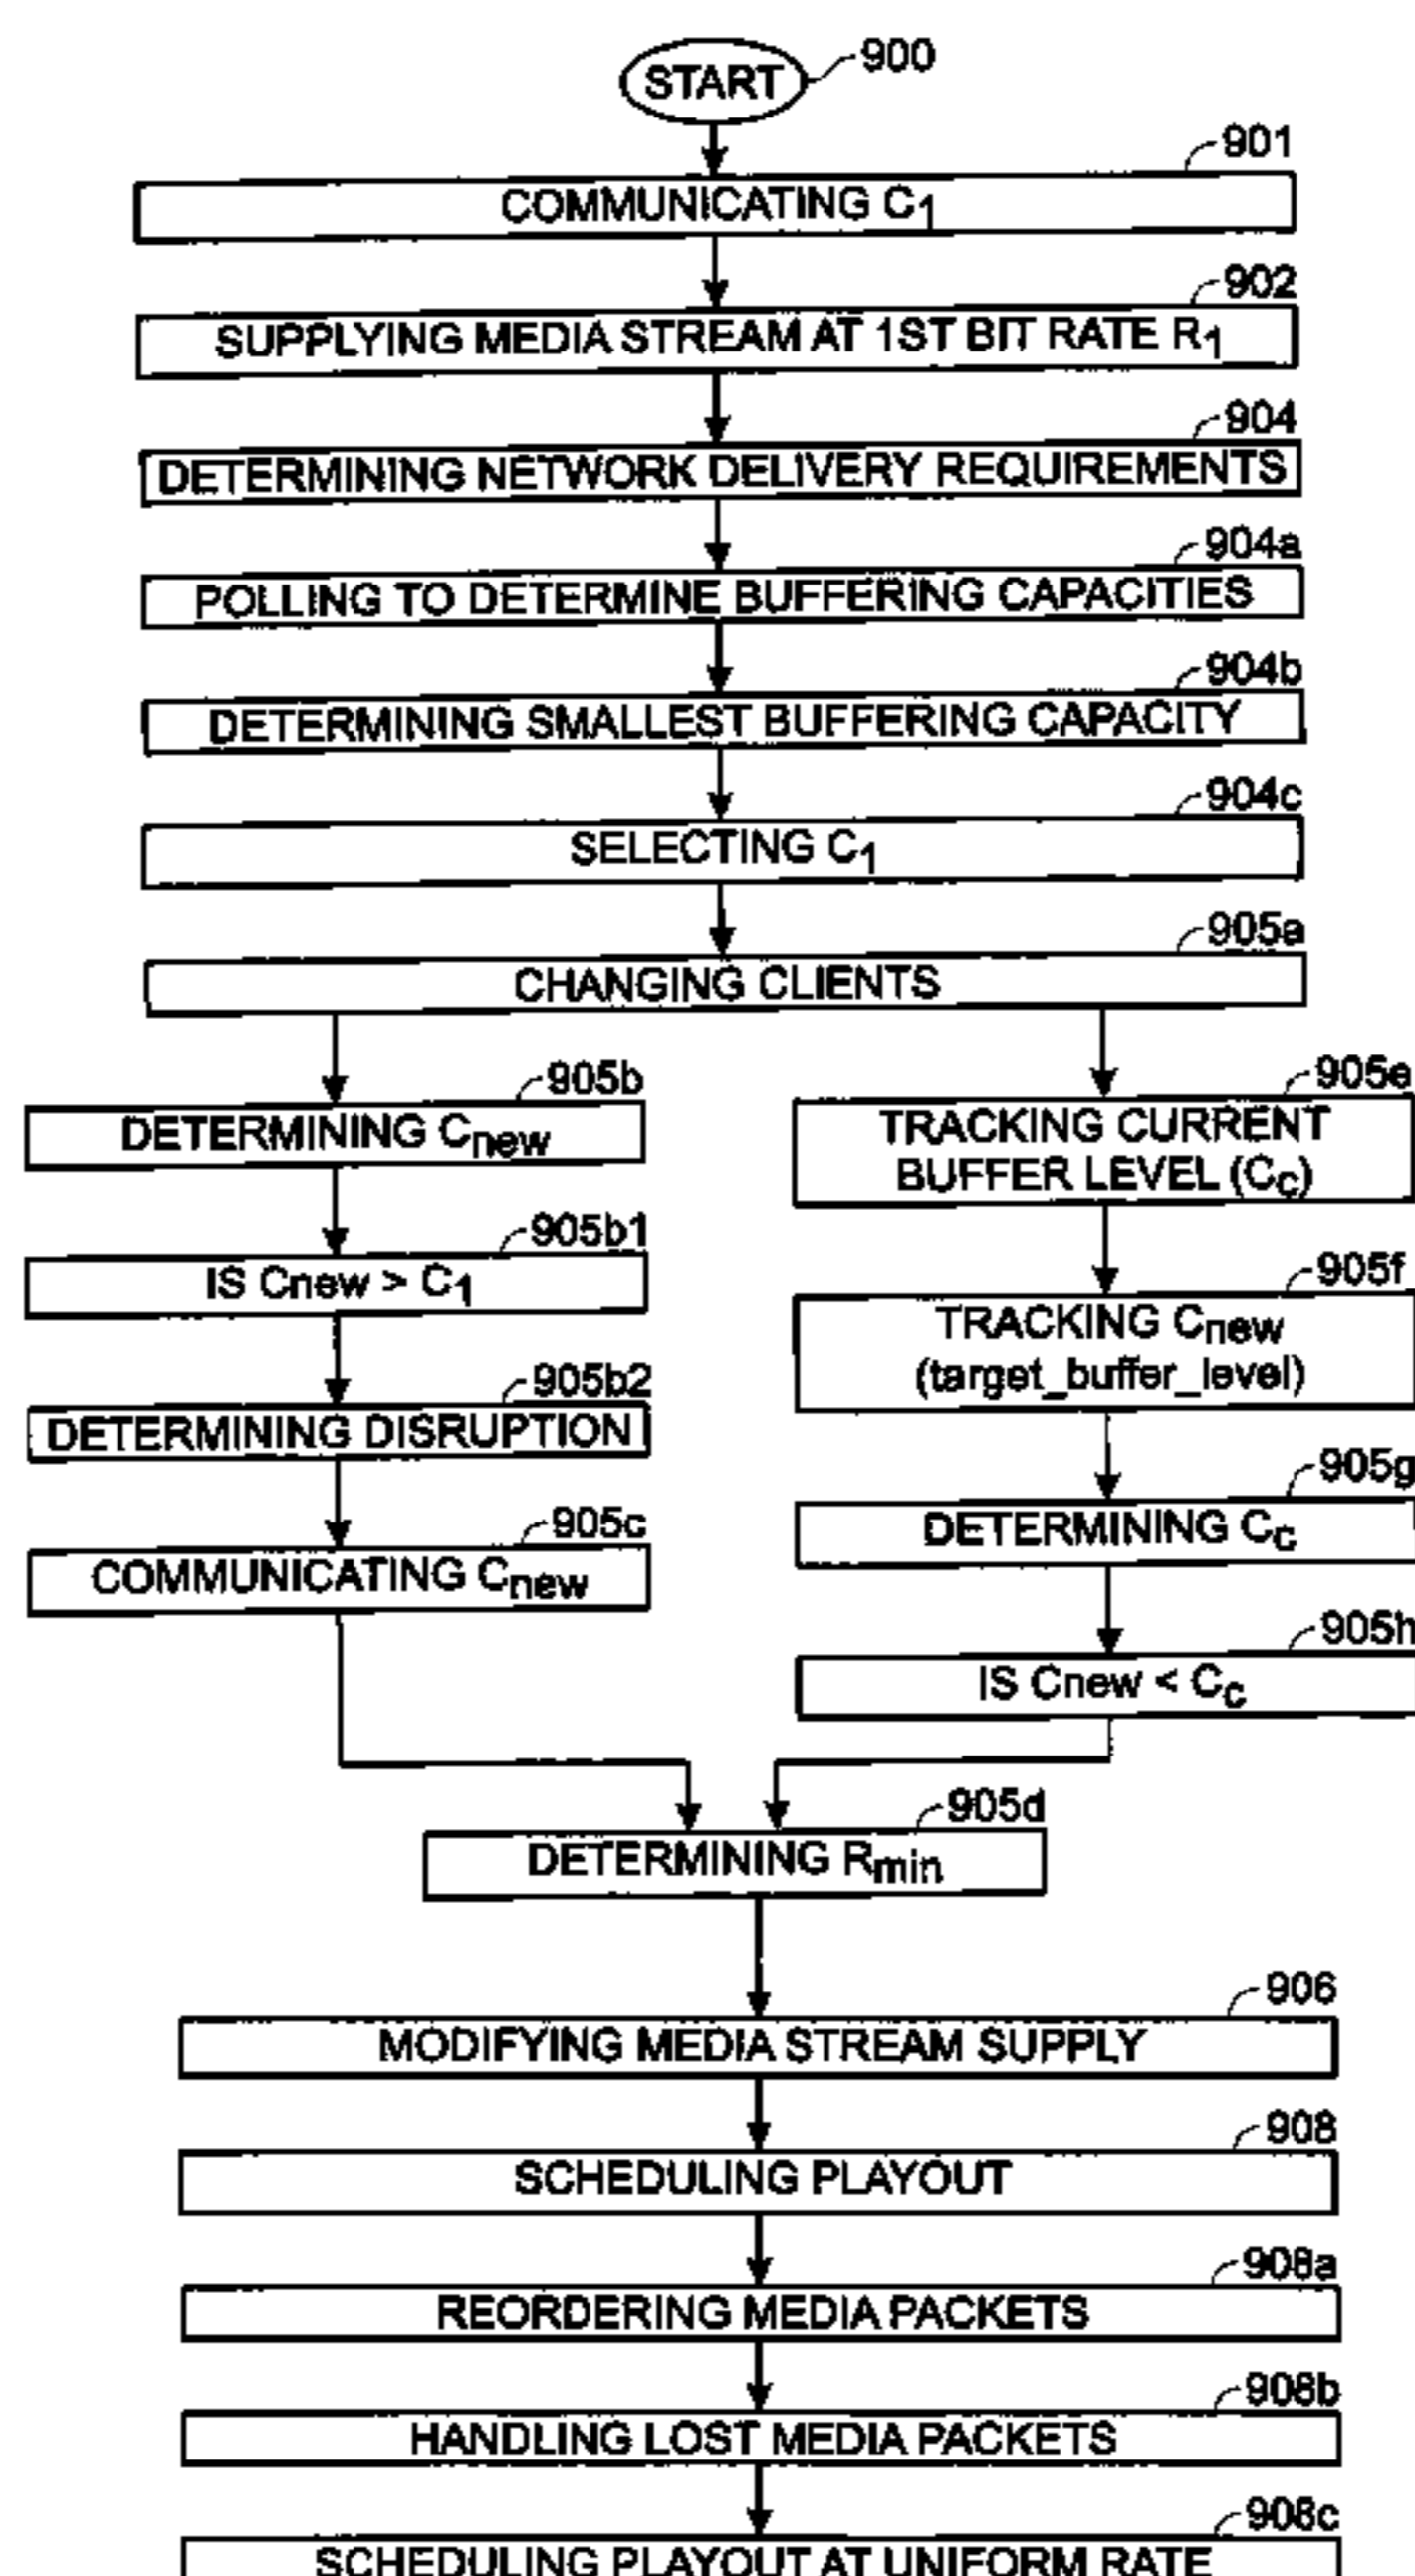 START
900
901
COMMUNICATING C1
902
SUPPLYING MEDIA STREAM AT 1ST BIT RATE R1
904
DETERMINING NETWORK DELIVERY REQUIREMENTS
904a
POLLING TO DETERMINE BUFFERING CAPACITIES
904b
DETERMINING SMALLEST BUFFERING CAPACITY
904c
SELECTING C1
905a
CHANGING CLIENTS
905b
DETERMINING Cnew
905b1
IS Cnew > C1
905b2
DETERMINING DISRUPTION
905c
COMMUNICATING Cnew
905e
TRACKING CURRENT
BUFFER LEVEL (Cc)
905f
TRACKING Cnew
(target_buffer_level)
905g
DETERMINING Cc
905h
IS Cnew < Cc
905d
DETERMINING Rmin
906
MODIFYING MEDIA STREAM SUPPLY
908
SCHEDULING PLAYOUT
908a
REORDERING MEDIA PACKETS
908b
HANDLING LOST MEDIA PACKETS
908c
SCHEDULING PLAYOUT AT UNIFORM RATE